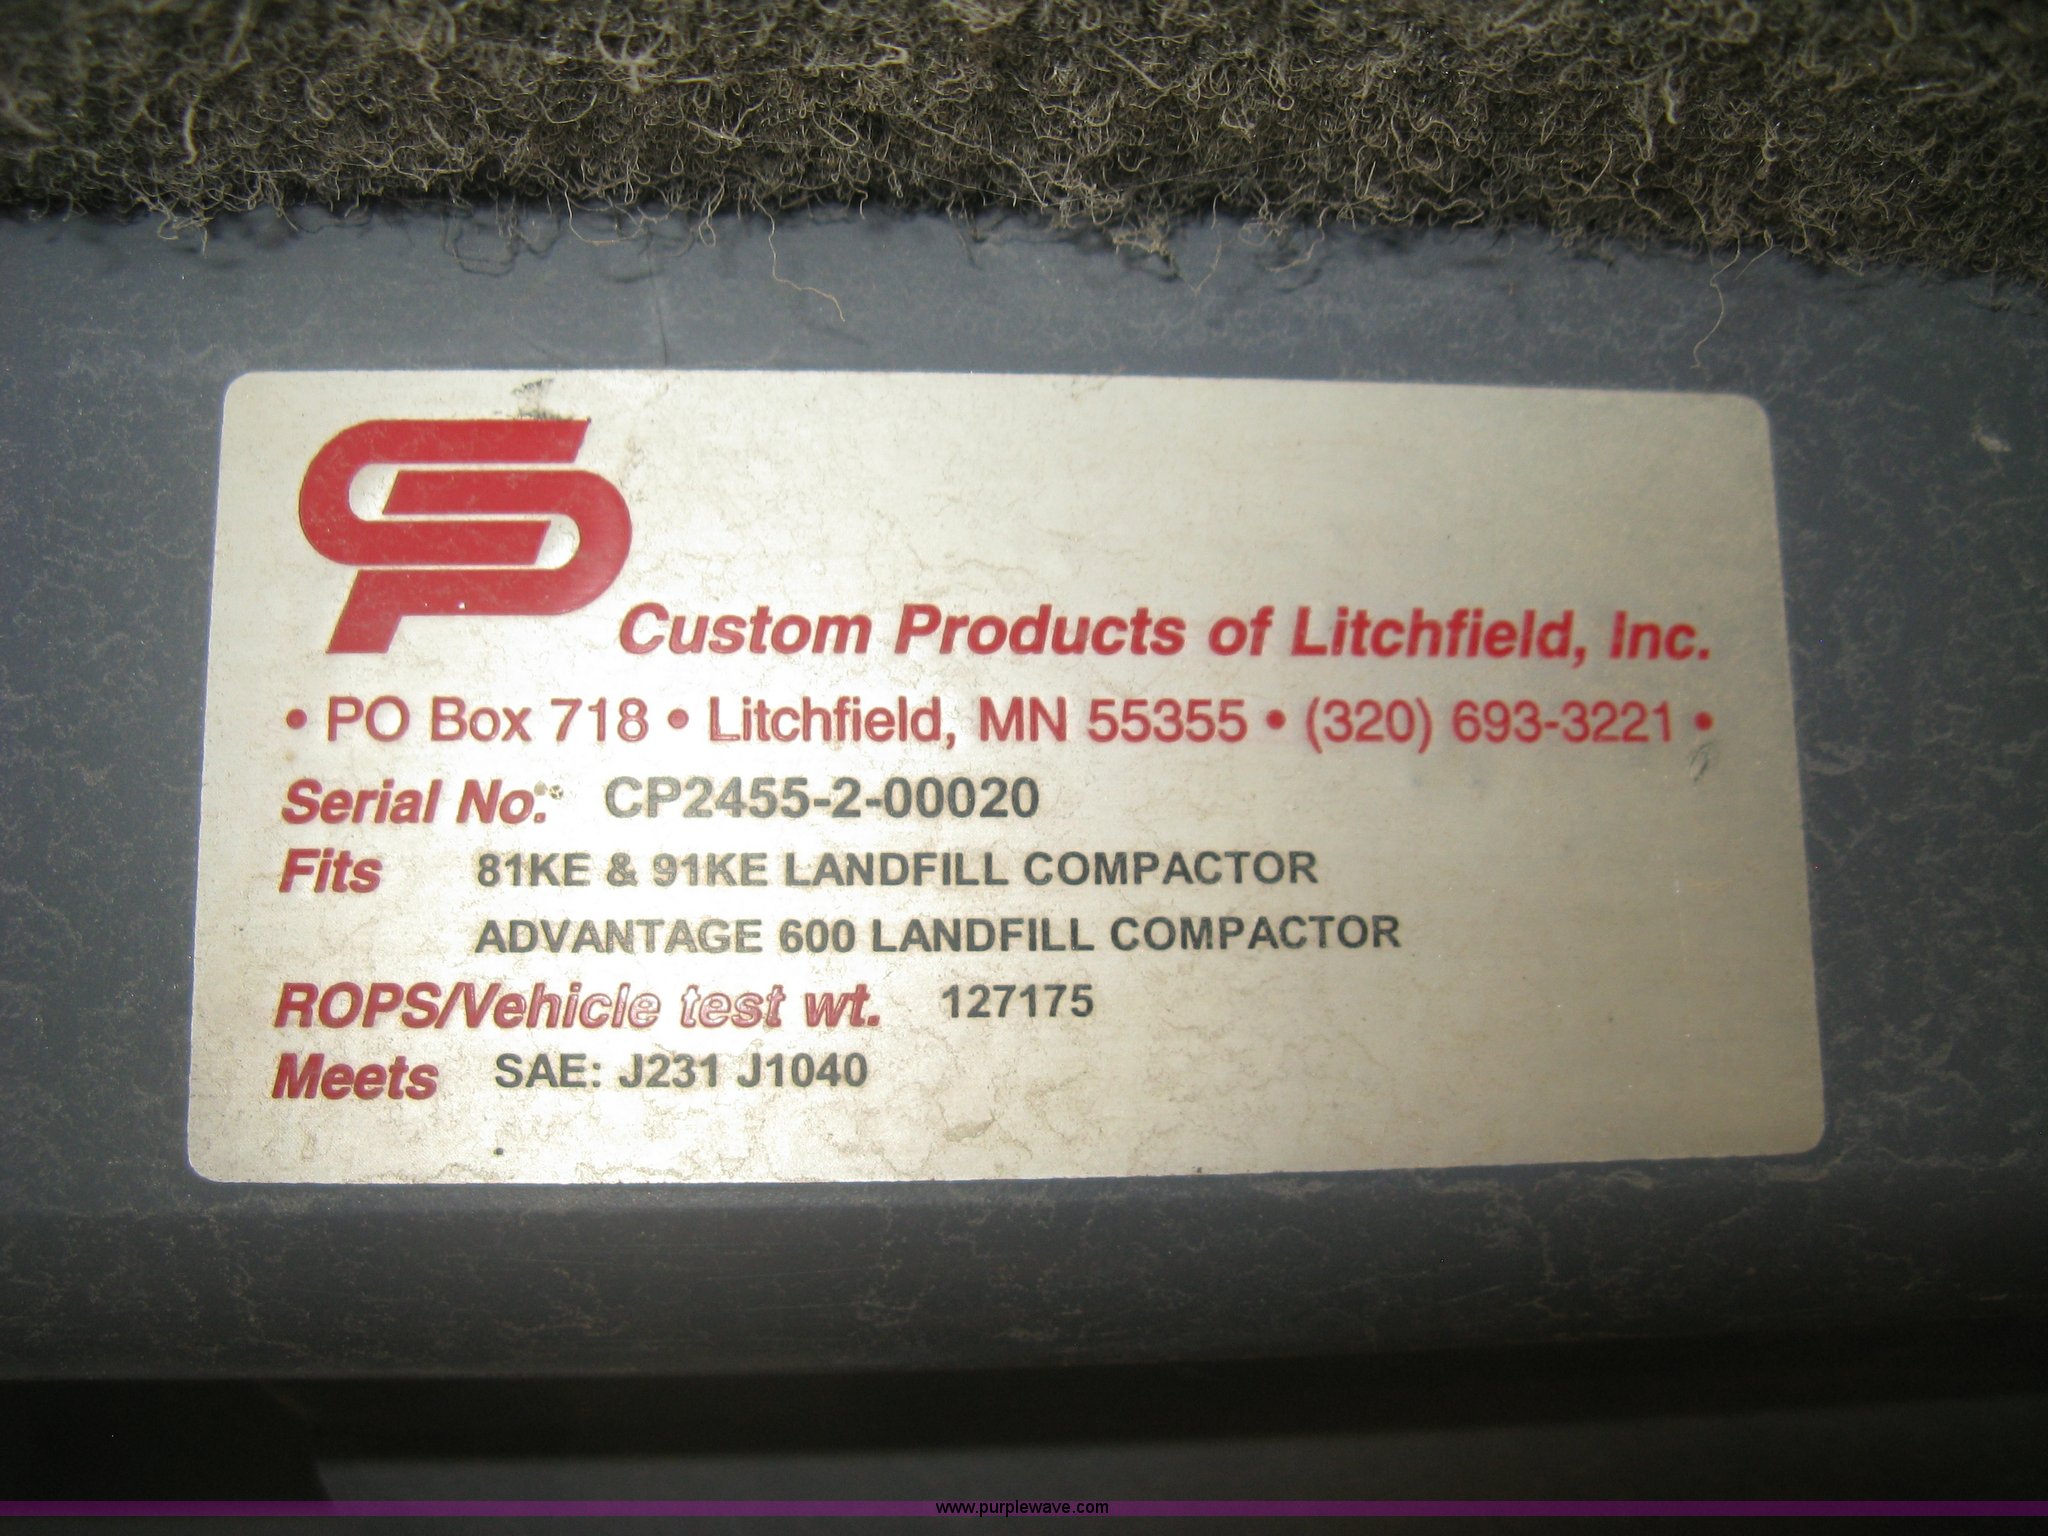 CP
Custom Products of Litchfield, Inc.
• PO Box 718 • Litchfield, MN 55355 • (320) 693-3221 •
Serial No. CP2455-2-00020
Fits 81KE & 91KE LANDFILL COMPACTOR
ADVANTAGE 600 LANDFILL COMPACTOR
ROPS/Vehicle test wt. 127175
Meets SAE: J231 J1040
www.purplewave.com